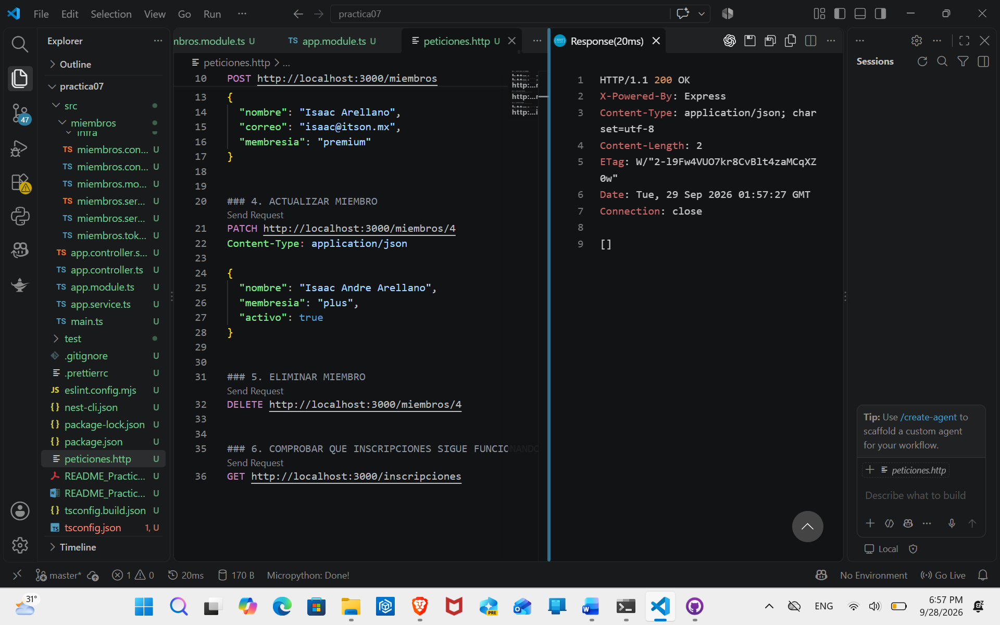 File Edit Selection View Go Run ···
practica07
Explorer
Outline
practica07
src
miembros
infra
TS miembros.con... U
TS miembros.con... U
TS miembros.mo... U
TS miembros.ser... U
TS miembros.ser... U
TS miembros.tok... U
TS app.controller.s... U
TS app.controller.ts U
TS app.module.ts U
TS app.service.ts U
TS main.ts U
test
.gitignore U
.prettierrc U
JS eslint.config.mjs U
{} nest-cli.json U
{} package-lock.json U
{} package.json U
peticiones.http U
README_Practic... U
README_Practic... U
{} tsconfig.build.json U
TS tsconfig.json 1, U
Timeline
47
mbros.module.ts U
TS app.module.ts U
peticiones.http U
peticiones.http > ...
10 POST http://localhost:3000/miembros
13 {
14 "nombre": "Isaac Arellano",
15 "correo": "isaac@itson.mx",
16 "membresia": "premium"
17 }
18
19
20 ### 4. ACTUALIZAR MIEMBRO
Send Request
21 PATCH http://localhost:3000/miembros/4
22 Content-Type: application/json
23
24 {
25 "nombre": "Isaac Andre Arellano",
26 "membresia": "plus",
27 "activo": true
28 }
29
30
31 ### 5. ELIMINAR MIEMBRO
Send Request
32 DELETE http://localhost:3000/miembros/4
33
34
35 ### 6. COMPROBAR QUE INSCRIPCIONES SIGUE FUNCIONANDO
Send Request
36 GET http://localhost:3000/inscripciones
Response(20ms)
1 HTTP/1.1 200 OK
2 X-Powered-By: Express
3 Content-Type: application/json; char
set=utf-8
4 Content-Length: 2
5 ETag: W/"2-l9Fw4VUO7kr8CvBlt4zaMCqXZ
0w"
6 Date: Tue, 29 Sep 2026 01:57:27 GMT
7 Connection: close
8
9 []
Sessions
Tip: Use /create-agent to
scaffold a custom agent
for your workflow.
peticiones.http
Describe what to build
Local
master* 1 0 20ms 170 B Micropython: Done!
No Environment Go Live
31°
PRE
ENG
6:57 PM
9/28/2026